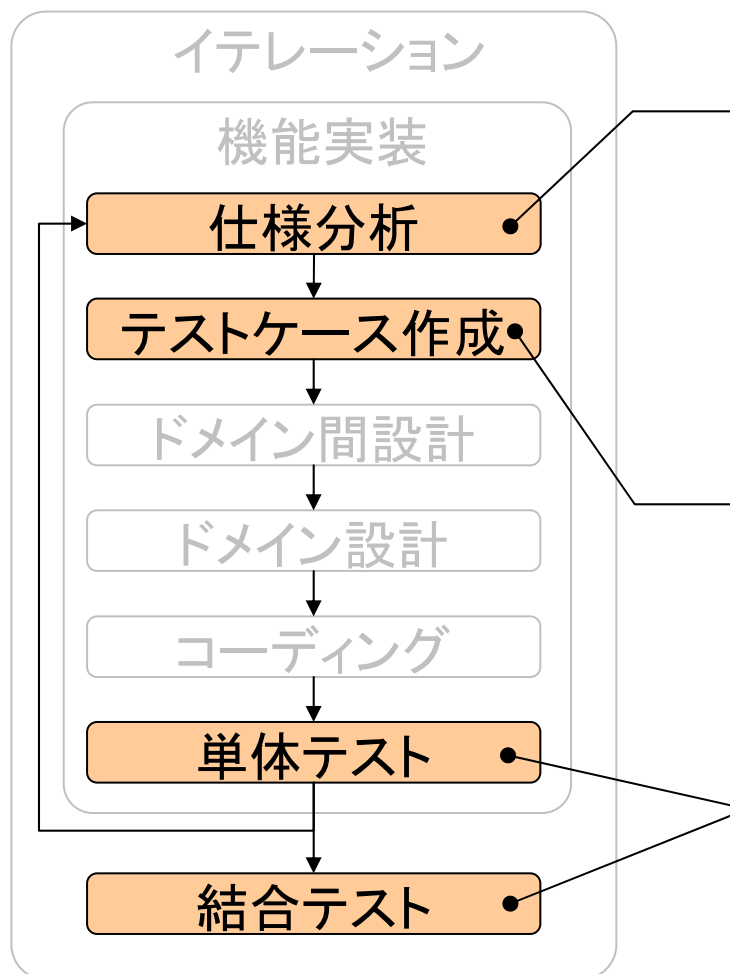 イテレーション
機能実装
仕様分析
テストケース作成
ドメイン間設計
ドメイン設計
コーディング
単体テスト
結合テスト